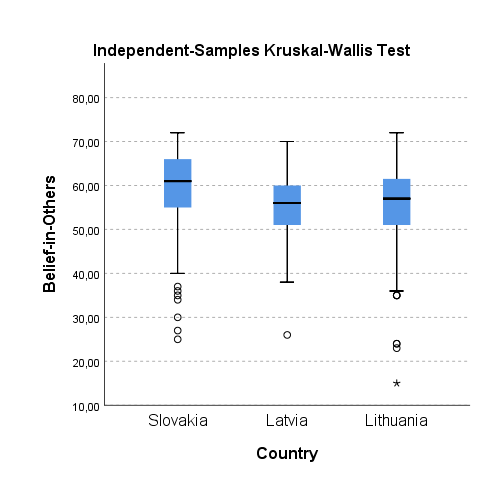 Independent-Samples Kruskal-Wallis Test
80,00
70,00
60,00
50,00
40,00
30,00
20,00
10,00
Belief-in-Others
Slovakia Latvia Lithuania
Country